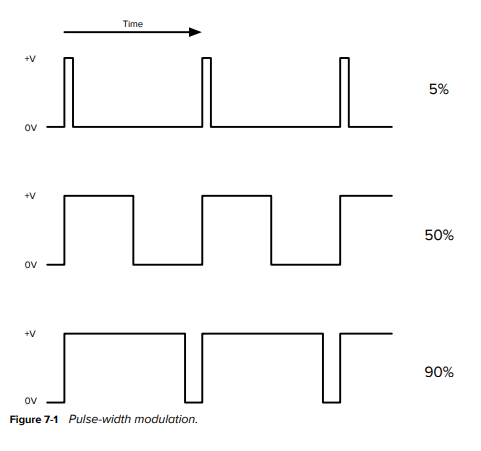 Time
+V
5%
0V
+V
50%
0V
+V
90%
0V
Figure 7-1 Pulse-width modulation.